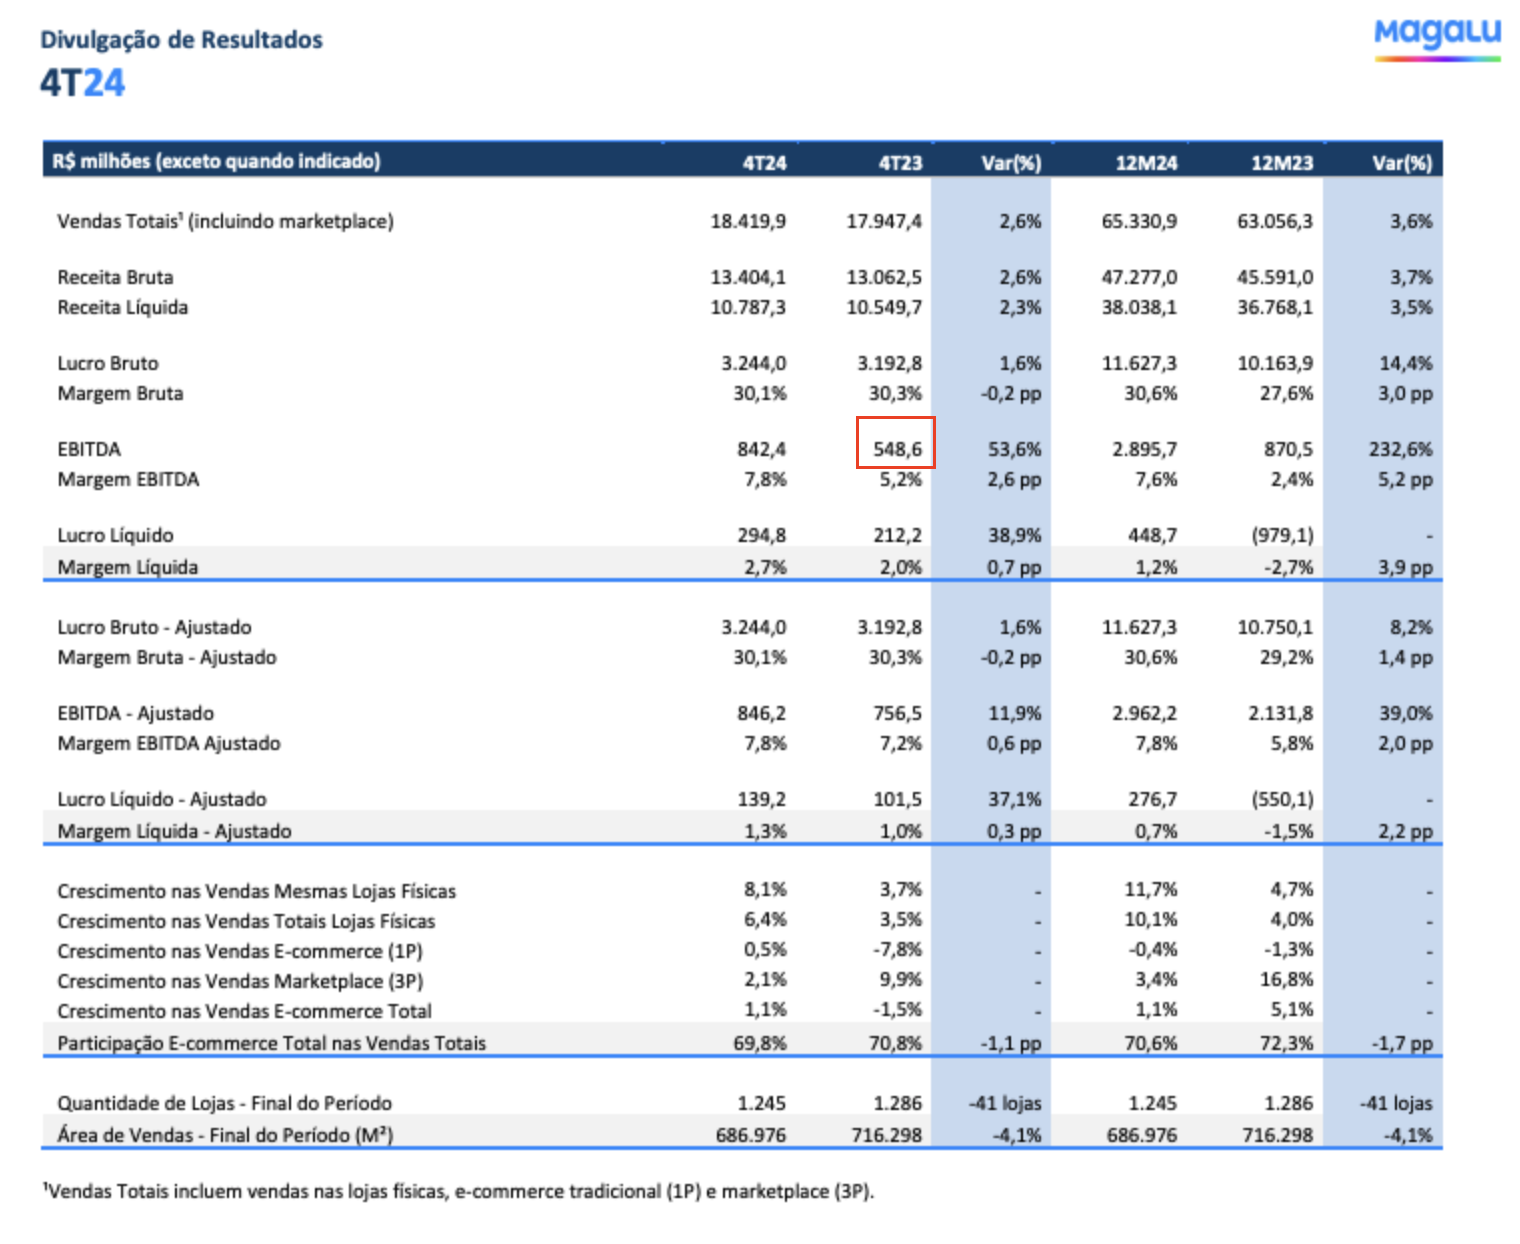 Divulgação de Resultados
magalu
4T24
R$ milhões (exceto quando indicado) 4T24 4T23 Var(%) 12M24 12M23 Var(%)
Vendas Totais¹ (incluindo marketplace) 18.419,9 17.947,4 2,6% 65.330,9 63.056,3 3,6%
Receita Bruta 13.404,1 13.062,5 2,6% 47.277,0 45.591,0 3,7%
Receita Líquida 10.787,3 10.549,7 2,3% 38.038,1 36.768,1 3,5%
Lucro Bruto 3.244,0 3.192,8 1,6% 11.627,3 10.163,9 14,4%
Margem Bruta 30,1% 30,3% -0,2 pp 30,6% 27,6% 3,0 pp
EBITDA 842,4 548,6 53,6% 2.895,7 870,5 232,6%
Margem EBITDA 7,8% 5,2% 2,6 pp 7,6% 2,4% 5,2 pp
Lucro Líquido 294,8 212,2 38,9% 448,7 (979,1) -
Margem Líquida 2,7% 2,0% 0,7 pp 1,2% -2,7% 3,9 pp
Lucro Bruto - Ajustado 3.244,0 3.192,8 1,6% 11.627,3 10.750,1 8,2%
Margem Bruta - Ajustado 30,1% 30,3% -0,2 pp 30,6% 29,2% 1,4 pp
EBITDA - Ajustado 846,2 756,5 11,9% 2.962,2 2.131,8 39,0%
Margem EBITDA Ajustado 7,8% 7,2% 0,6 pp 7,8% 5,8% 2,0 pp
Lucro Líquido - Ajustado 139,2 101,5 37,1% 276,7 (550,1) -
Margem Líquida - Ajustado 1,3% 1,0% 0,3 pp 0,7% -1,5% 2,2 pp
Crescimento nas Vendas Mesmas Lojas Físicas 8,1% 3,7% - 11,7% 4,7% -
Crescimento nas Vendas Totais Lojas Físicas 6,4% 3,5% - 10,1% 4,0% -
Crescimento nas Vendas E-commerce (1P) 0,5% -7,8% - -0,4% -1,3% -
Crescimento nas Vendas Marketplace (3P) 2,1% 9,9% - 3,4% 16,8% -
Crescimento nas Vendas E-commerce Total 1,1% -1,5% - 1,1% 5,1% -
Participação E-commerce Total nas Vendas Totais 69,8% 70,8% -1,1 pp 70,6% 72,3% -1,7 pp
Quantidade de Lojas - Final do Período 1.245 1.286 -41 lojas 1.245 1.286 -41 lojas
Área de Vendas - Final do Período (M²) 686.976 716.298 -4,1% 686.976 716.298 -4,1%
¹Vendas Totais incluem vendas nas lojas físicas, e-commerce tradicional (1P) e marketplace (3P).